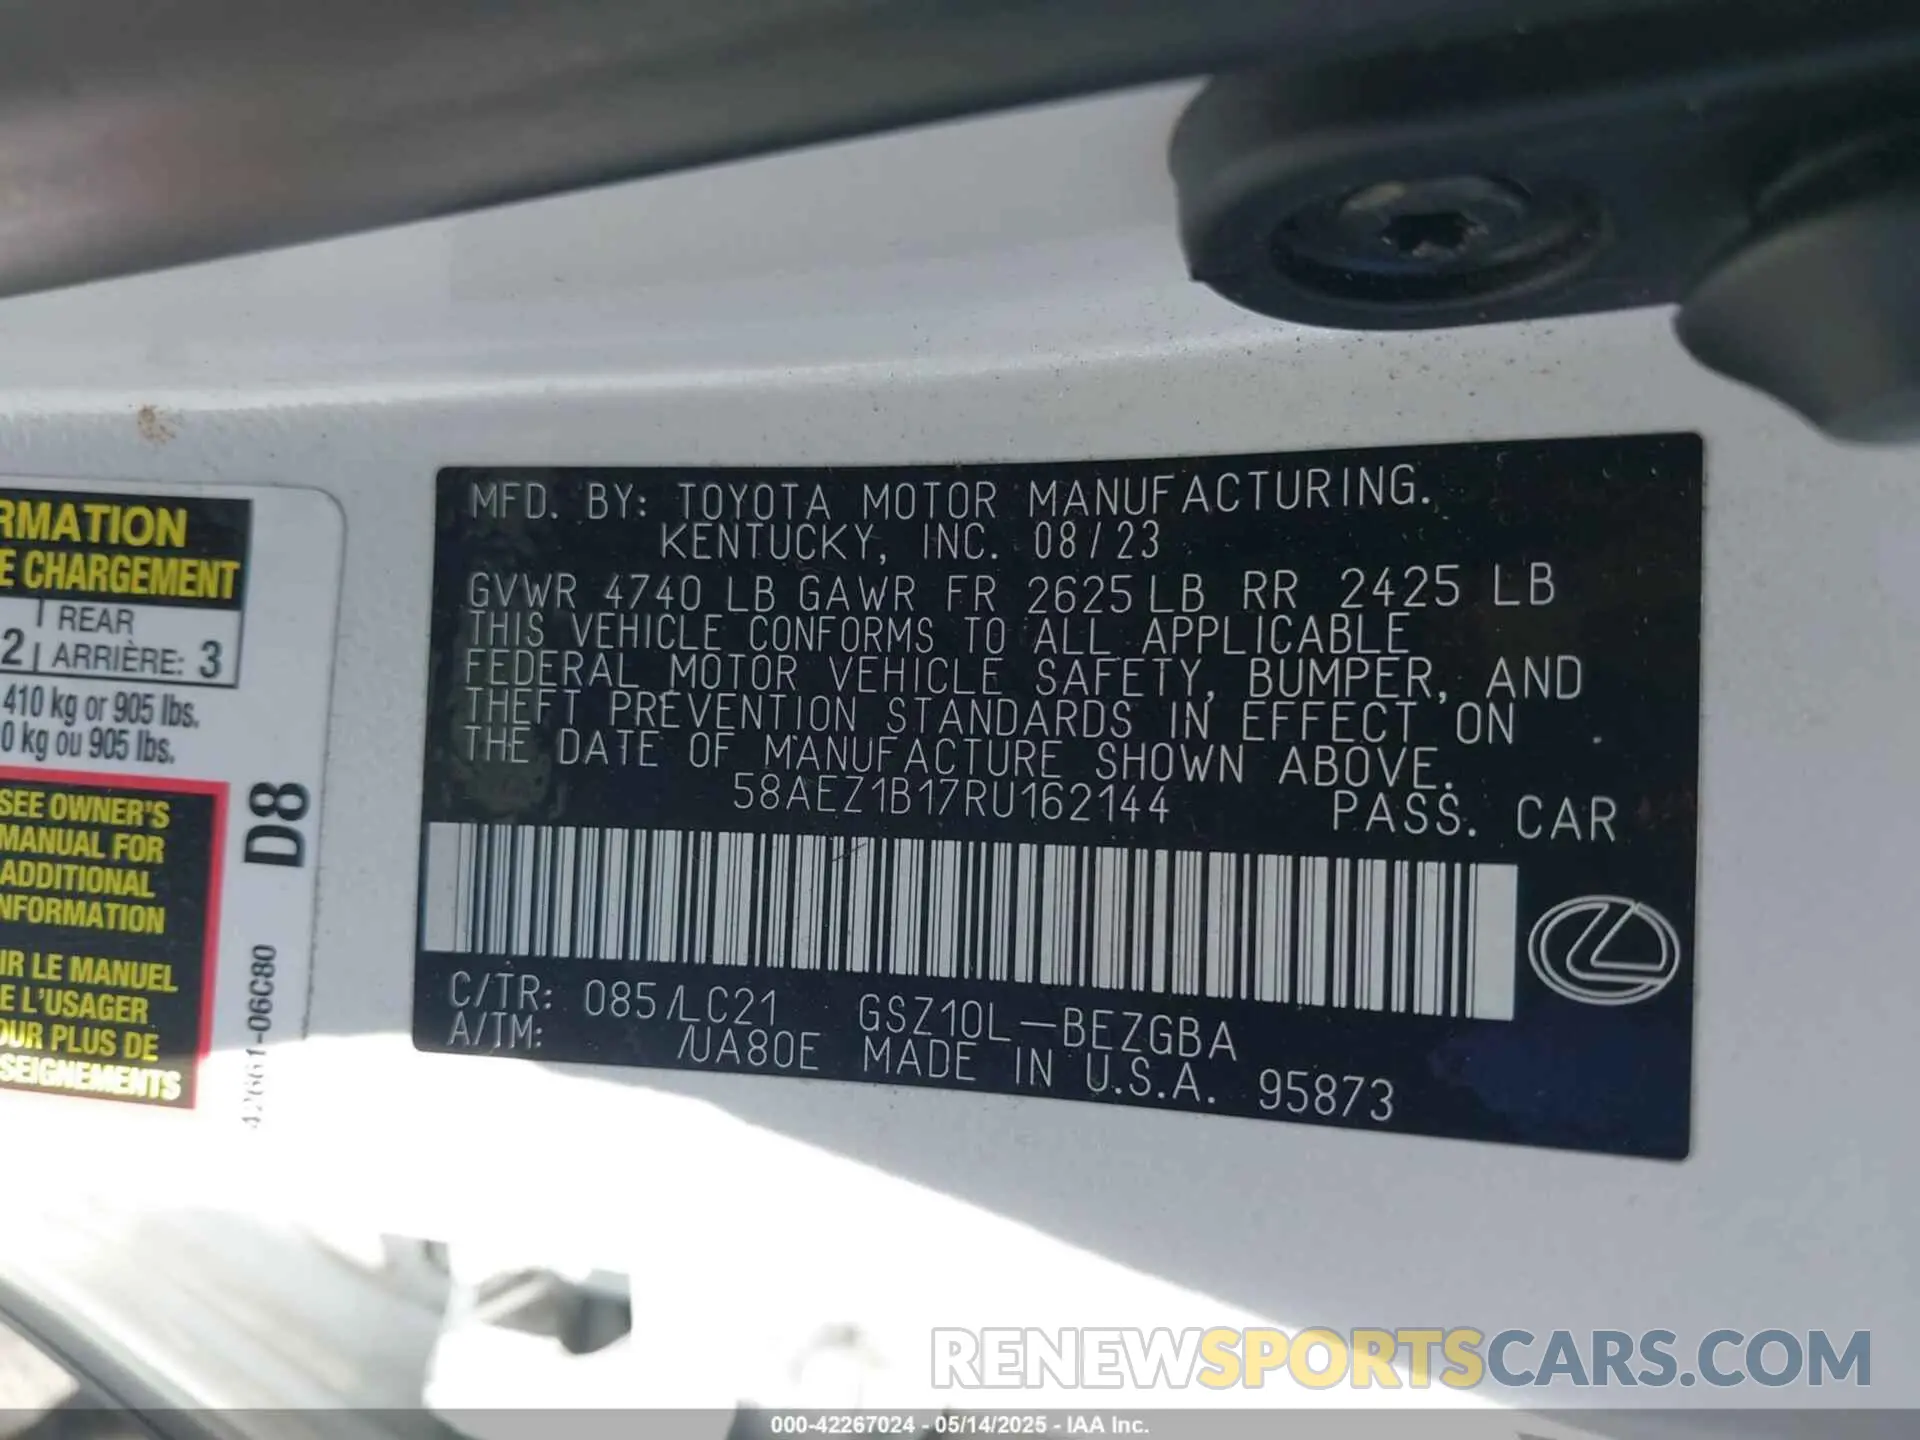 RMATION
E CHARGEMENT
REAR
2 ARRIÈRE: 3
410 kg or 905 lbs.
0 kg ou 905 lbs.
SEE OWNER'S
MANUAL FOR
ADDITIONAL
NFORMATION
IR LE MANUEL
E L'USAGER
OUR PLUS DE
SEIGNEMENTS
D8
42661-06C80
MFD. BY: TOYOTA MOTOR MANUFACTURING.
KENTUCKY, INC. 08/23
GVWR 4740 LB GAWR FR 2625 LB RR 2425 LB
THIS VEHICLE CONFORMS TO ALL APPLICABLE
FEDERAL MOTOR VEHICLE SAFETY, BUMPER, AND
THEFT PREVENTION STANDARDS IN EFFECT ON
THE DATE OF MANUFACTURE SHOWN ABOVE.
58AEZ1B17RU162144 PASS. CAR
C/TR: 085/LC21 GSZ10L-BEZGBA
A/TM: /UA80E MADE IN U.S.A. 95873
RENEWSPORTSCARS.COM
000-42267024 - 05/14/2025 - IAA Inc.